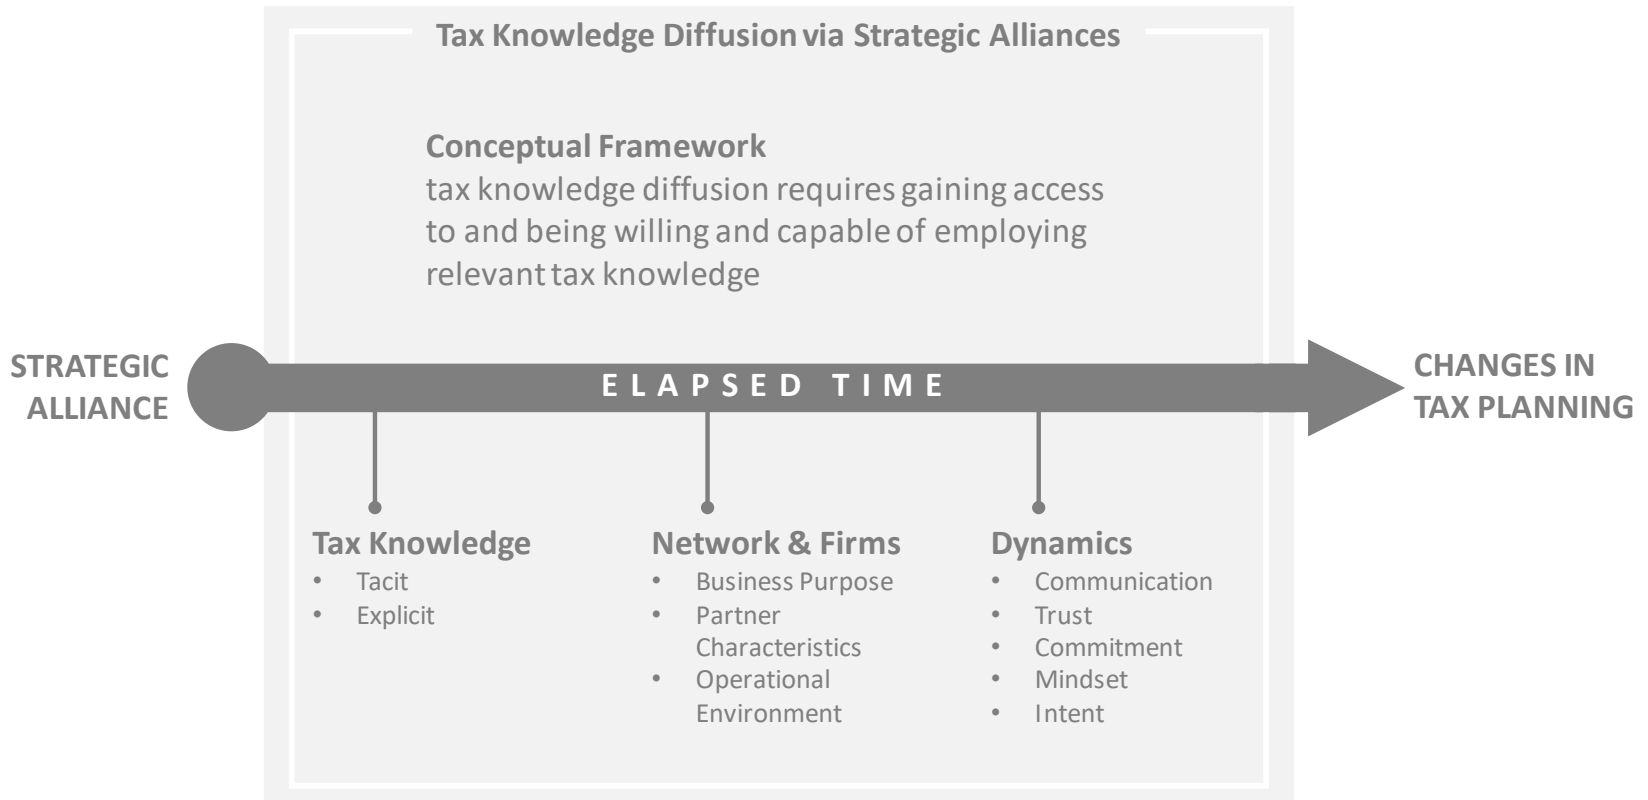 Tax Knowledge Diffusion via Strategic Alliances
Conceptual Framework
tax knowledge diffusion requires gaining access
to and being willing and capable of employing
relevant tax knowledge
STRATEGIC
ALLIANCE
ELAPSED TIME
CHANGES IN
TAX PLANNING
Tax Knowledge
• Tacit
• Explicit
Network & Firms
• Business Purpose
• Partner
Characteristics
• Operational
Environment
Dynamics
• Communication
• Trust
• Commitment
• Mindset
• Intent